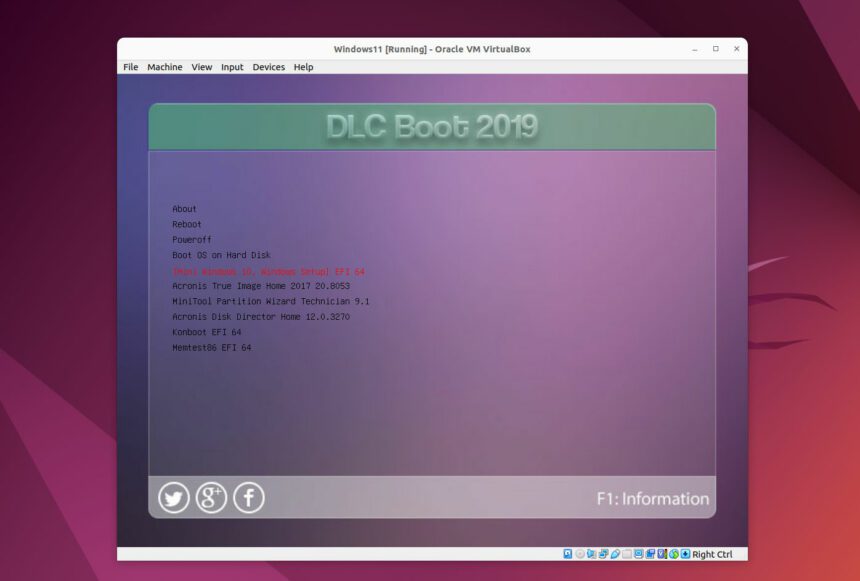 Windows11 [Running] - Oracle VM VirtualBox
File Machine View Input Devices Help
DLC Boot 2019
About
Reboot
Poweroff
Boot OS on Hard Disk
[Mini Windows 10, Windows Setup] EFI 64
Acronis True Image Home 2017 20.8053
MiniTool Partition Wizard Technician 9.1
Acronis Disk Director Home 12.0.3270
Konboot EFI 64
Memtest86 EFI 64
F1: Information
Right Ctrl